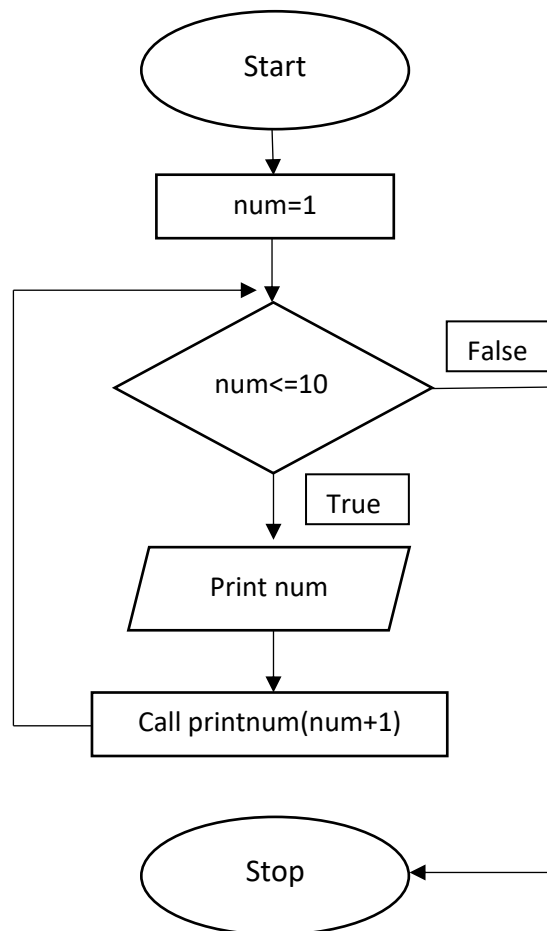 Start
num=1
num<=10
False
True
Print num
Call printnum(num+1)
Stop